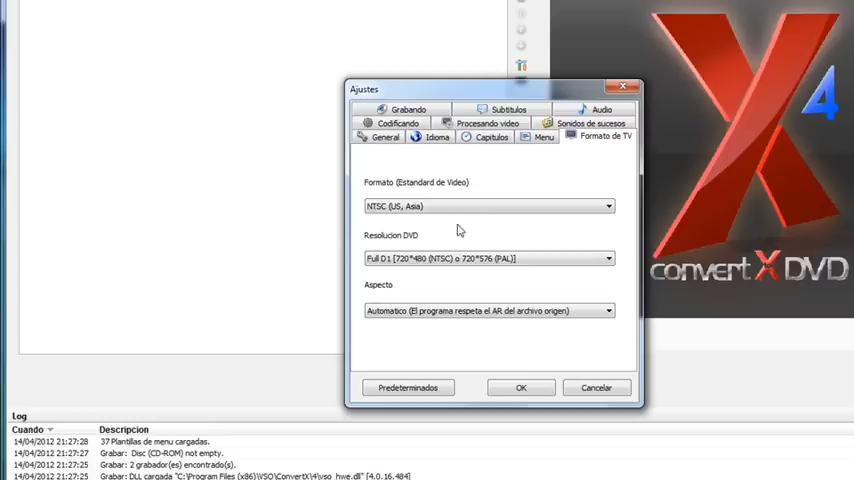 Ajustes
Grabando
Subtitulos
Audio
Codificando
Procesando video
Sonidos de sucesos
General
Idioma
Capitulos
Menu
Formato de TV
Formato (Estandard de Video)
NTSC (US, Asia)
Resolucion DVD
Full D1 [720*480 (NTSC) o 720*576 (PAL)]
Aspecto
Automatico (El programa respeta el AR del archivo origen)
Predeterminados
OK
Cancelar
X 4
convert X DVD
Log
Cuando Descripcion
14/04/2012 21:27:28 37 Plantillas de menu cargadas.
14/04/2012 21:27:27 Grabar: Disc (CD-ROM) not empty.
14/04/2012 21:27:25 Grabar: 2 grabador(es) encontrado(s).
14/04/2012 21:27:25 Grabar: DLL cargada "C:\Program Files (x86)\VSO\ConvertX\4\vso_hwe.dll" [4.0.16.484]